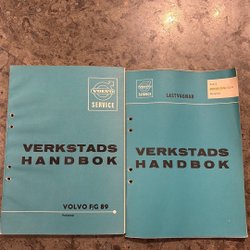 VOLVO
SERVICE
VERKSTADS
HANDBOK
VOLVO F/G 89
VOLVO
SERVICE
LASTVAGNAR
VERKSTADS
HANDBOK